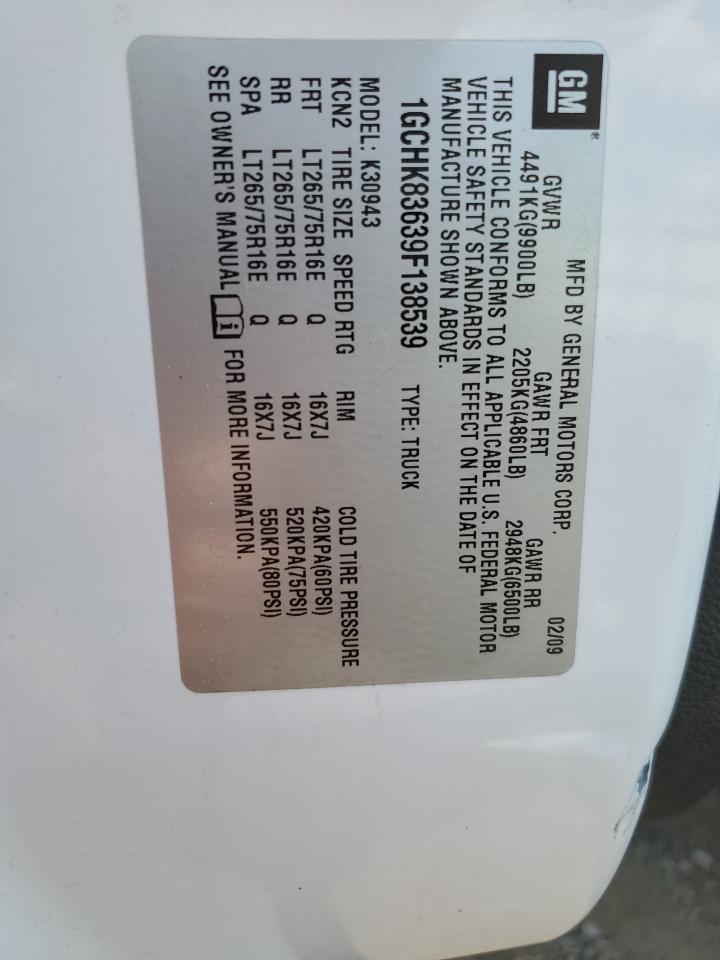 GM®
MFD BY GENERAL MOTORS CORP. 02/09
GVWR GAWR FRT GAWR RR
4491KG(9900LB) 2205KG(4860LB) 2948KG(6500LB)
THIS VEHICLE CONFORMS TO ALL APPLICABLE U.S. FEDERAL MOTOR
VEHICLE SAFETY STANDARDS IN EFFECT ON THE DATE OF
MANUFACTURE SHOWN ABOVE.
1GCHK83639F138539 TYPE: TRUCK
MODEL: K30943
KCN2 TIRE SIZE SPEED RTG RIM COLD TIRE PRESSURE
FRT LT265/75R16E Q 16X7J 420KPA(60PSI)
RR LT265/75R16E Q 16X7J 520KPA(75PSI)
SPA LT265/75R16E Q 16X7J 550KPA(80PSI)
SEE OWNER'S MANUAL i FOR MORE INFORMATION.